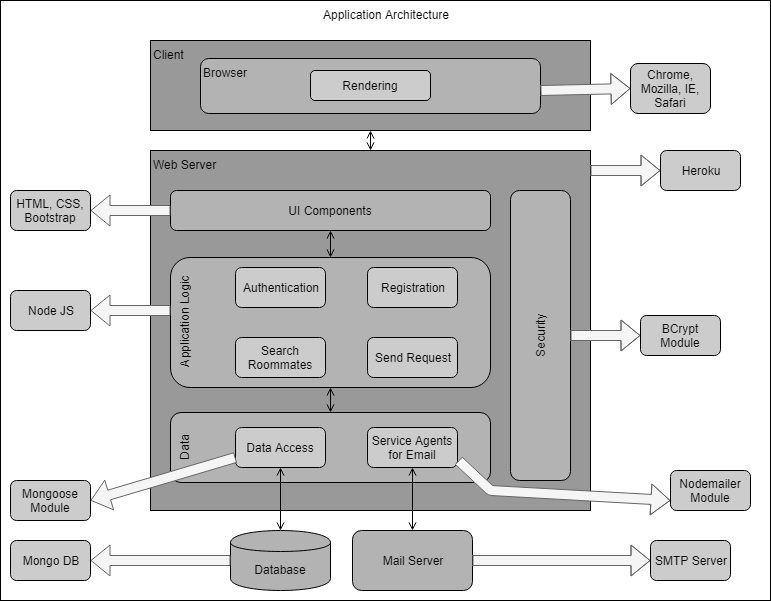 Application Architecture
Client
Browser
Rendering
Chrome,
Mozilla, IE,
Safari
Web Server
Heroku
HTML, CSS,
Bootstrap
UI Components
Application Logic
Authentication
Registration
Node JS
Search
Roommates
Send Request
Security
BCrypt
Module
Data
Data Access
Service Agents
for Email
Mongoose
Module
Nodemailer
Module
Mongo DB
Database
Mail Server
SMTP Server